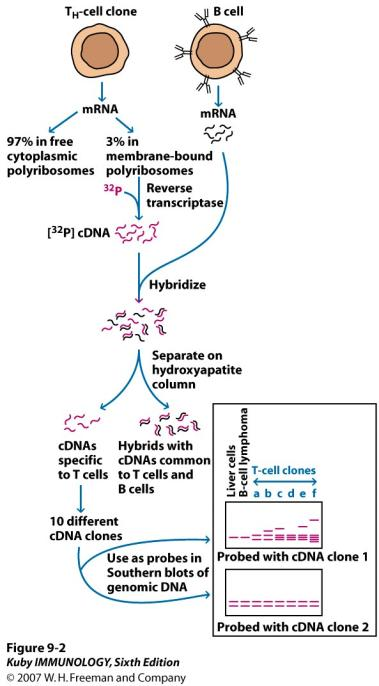 TH-cell clone
B cell
mRNA
mRNA
97% in free
cytoplasmic
polyribosomes
3% in
membrane-bound
polyribosomes
32P
Reverse
transcriptase
[32P] cDNA
Hybridize
Separate on
hydroxyapatite
column
cDNAs
specific
to T cells
Hybrids with
cDNAs common
to T cells and
B cells
10 different
cDNA clones
Use as probes in
Southern blots of
genomic DNA
Liver cells
B-cell lymphoma
T-cell clones
a b c d e f
Probed with cDNA clone 1
Probed with cDNA clone 2
Figure 9-2
Kuby IMMUNOLOGY, Sixth Edition
© 2007 W. H. Freeman and Company